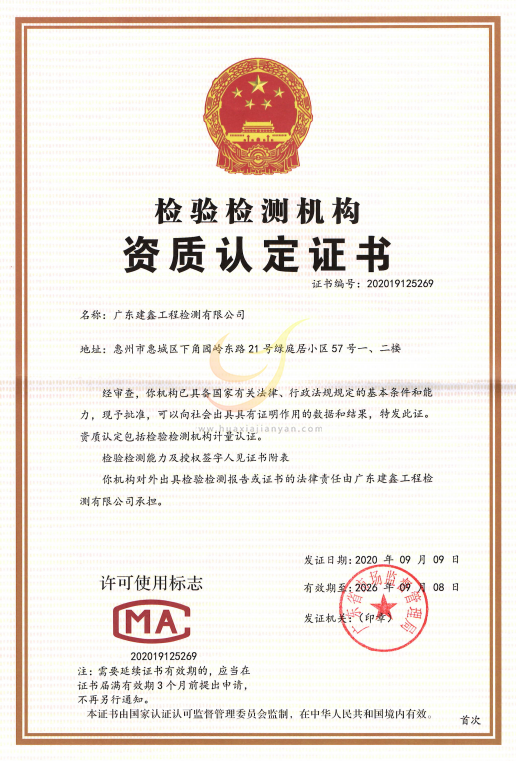 检验检测机构
资质认定证书
证书编号：202019125269
名称：广东建鑫工程检测有限公司
地址：惠州市惠城区下角园岭东路21号绿庭居小区57号一、二楼
经审查，你机构已具备国家有关法律、行政法规规定的基本条件和能
力，现予批准，可以向社会出具具有证明作用的数据和结果，特发此证。
资质认定包括检验检测机构计量认证。
www.huaxiajianyan.com
检验检测能力及授权签字人见证书附表
你机构对外出具检验检测报告或证书的法律责任由广东建鑫工程检
测有限公司承担。
许可使用标志
MA
202019125269
注：需要延续证书有效期的，应当在
证书届满有效期3个月前提出申请，
不再另行通知。
发证日期：2020 年 09 月 09 日
有效期至：2026 年 09 月 08 日
发证机关：（印章）
广东省市场监督管理局
本证书由国家认证认可监督管理委员会监制，在中华人民共和国境内有效。
首次